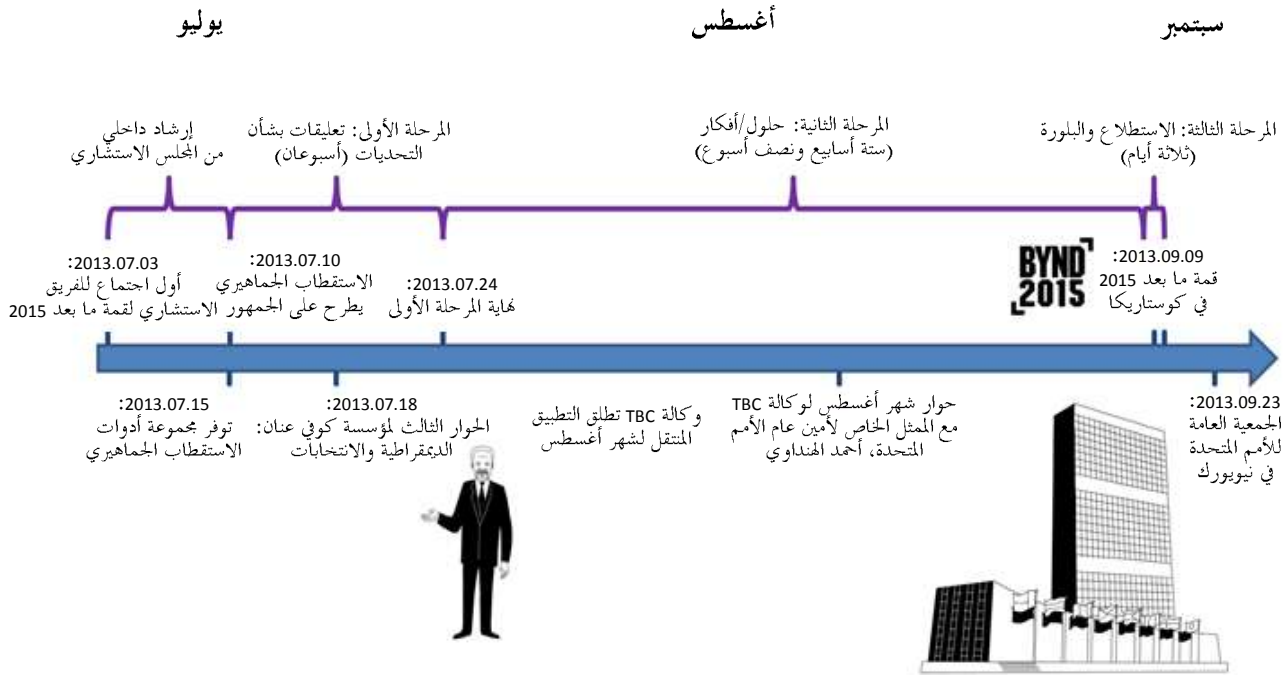 يوليو
أغسطس
سبتمبر
إرشاد داخلي
من المجلس الاستشاري
المرحلة الأولى: تعليقات بشأن
التحديات (أسبوعان)
المرحلة الثانية: حلول/أفكار
(ستة أسابيع ونصف أسبوع)
المرحلة الثالثة: الاستطلاع والبلورة
(ثلاثة أيام)
2013.07.03:
أول اجتماع للفريق
الاستشاري لقمة ما بعد 2015
2013.07.10:
الاستقطاب الجماهيري
يطرح على الجمهور
2013.07.24:
نهاية المرحلة الأولى
BYND
2015
2013.09.09:
قمة ما بعد 2015
في كوستاريكا
2013.07.15:
توفر مجموعة أدوات
الاستقطاب الجماهيري
2013.07.18:
الحوار الثالث لمؤسسة كوفي عنان:
الديمقراطية والانتخابات
وكالة TBC تطلق التطبيق
المنتقل لشهر أغسطس
حوار شهر أغسطس لوكالة TBC
مع الممثل الخاص لأمين عام الأمم
المتحدة، أحمد الهنداوي
2013.09.23:
الجمعية العامة
للأمم المتحدة
في نيويورك